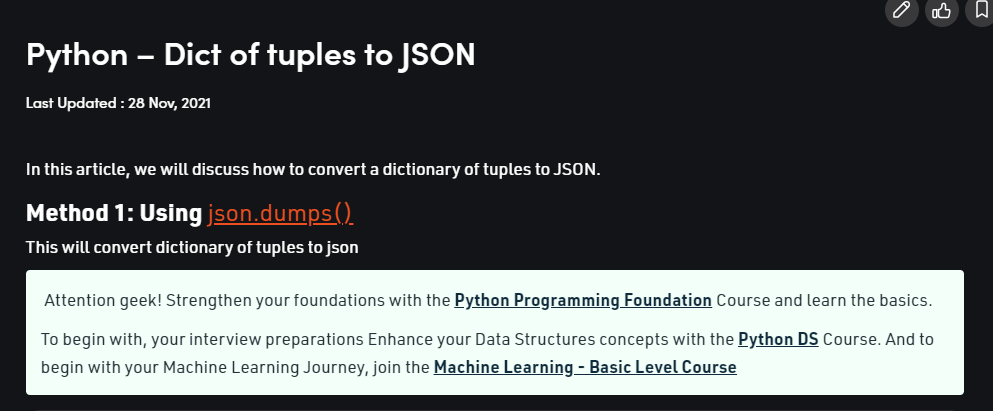 Python – Dict of tuples to JSON
Last Updated : 28 Nov, 2021
In this article, we will discuss how to convert a dictionary of tuples to JSON.
Method 1: Using json.dumps()
This will convert dictionary of tuples to json
Attention geek! Strengthen your foundations with the Python Programming Foundation Course and learn the basics.
To begin with, your interview preparations Enhance your Data Structures concepts with the Python DS Course. And to
begin with your Machine Learning Journey, join the Machine Learning - Basic Level Course